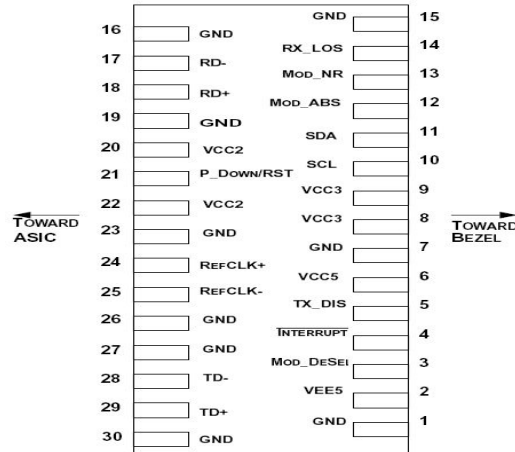 16 GND
17 RD-
18 RD+
19 GND
20 VCC2
21 P_DOWN/RST
22 VCC2
23 GND
24 REFCLK+
25 REFCLK-
26 GND
27 GND
28 TD-
29 TD+
30 GND
TOWARD
ASIC
GND 15
RX_LOS 14
MOD_NR 13
MOD_ABS 12
SDA 11
SCL 10
VCC3 9
VCC3 8
GND 7
VCC5 6
TX_DIS 5
INTERRUPT 4
MOD_DESEl 3
VEE5 2
GND 1
TOWARD
BEZEL